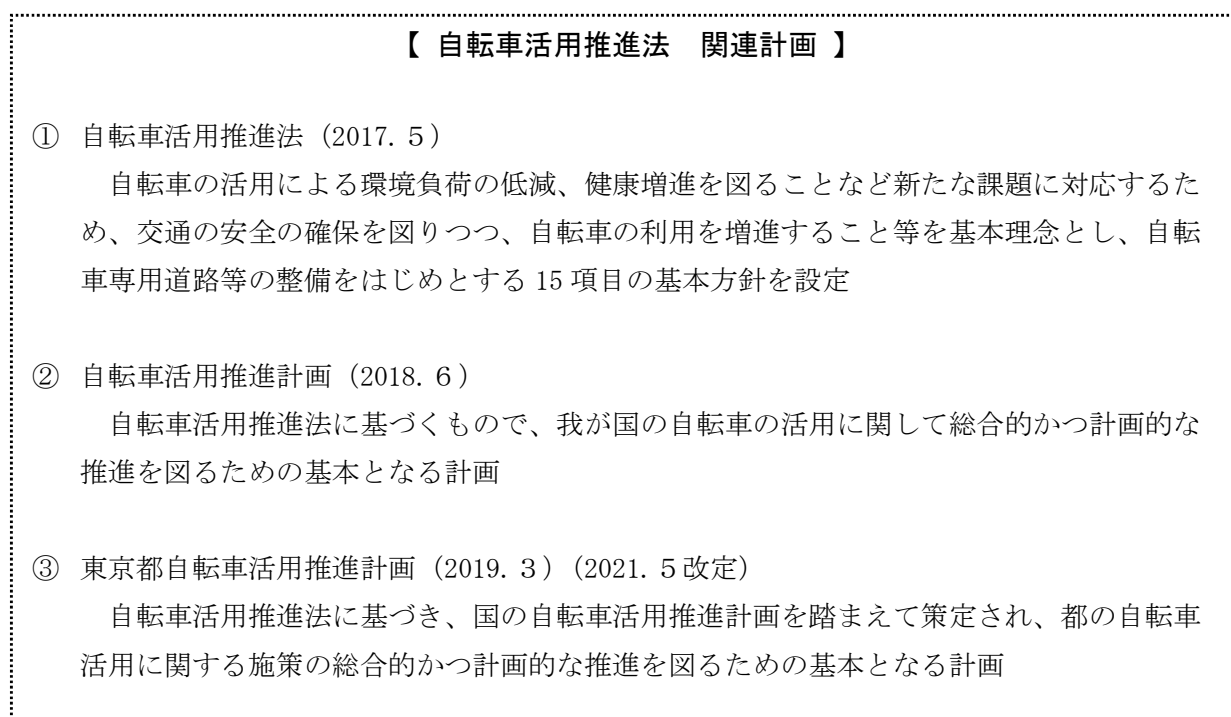 【 自転車活用推進法　関連計画 】
① 自転車活用推進法（2017.５）
自転車の活用による環境負荷の低減、健康増進を図ることなど新たな課題に対応するた
め、交通の安全の確保を図りつつ、自転車の利用を増進すること等を基本理念とし、自転
車専用道路等の整備をはじめとする 15 項目の基本方針を設定
② 自転車活用推進計画（2018.６）
自転車活用推進法に基づくもので、我が国の自転車の活用に関して総合的かつ計画的な
推進を図るための基本となる計画
③ 東京都自転車活用推進計画（2019.３）（2021.５改定）
自転車活用推進法に基づき、国の自転車活用推進計画を踏まえて策定され、都の自転車
活用に関する施策の総合的かつ計画的な推進を図るための基本となる計画